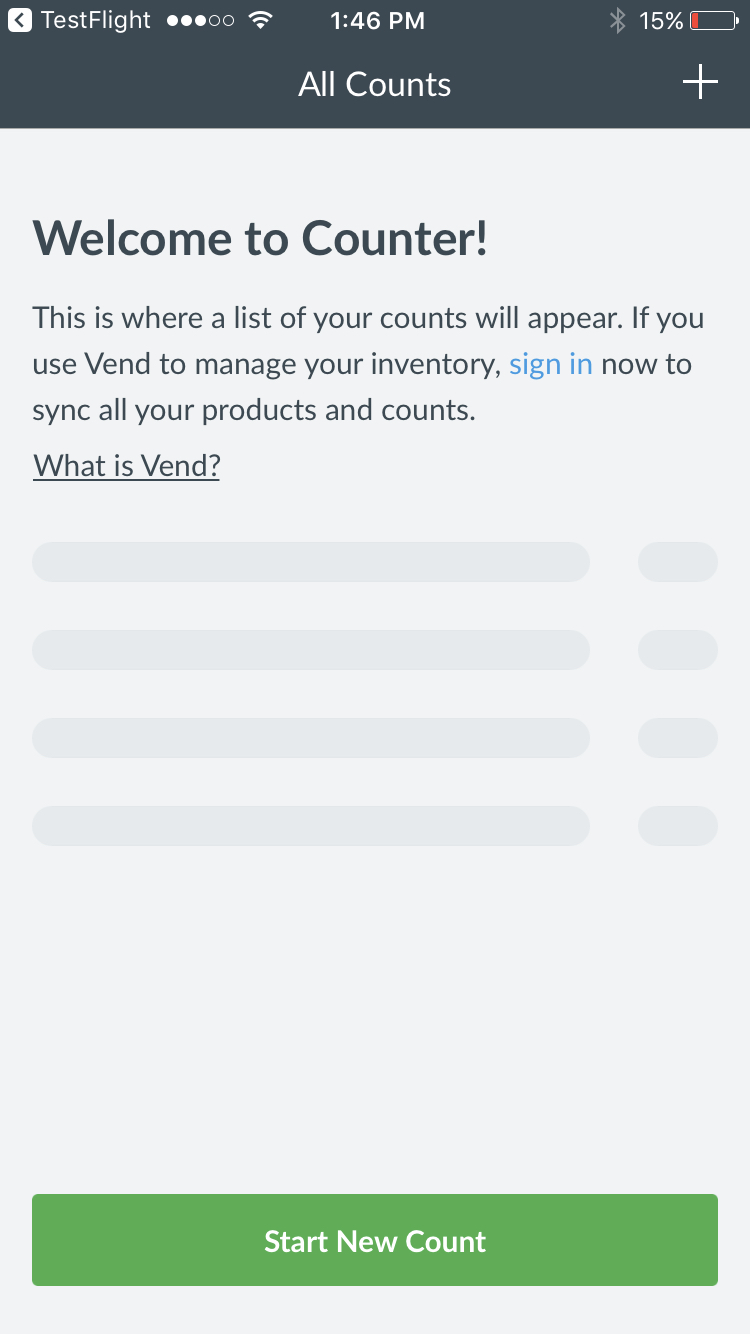 TestFlight 1:46 PM 15%
All Counts
Welcome to Counter!
This is where a list of your counts will appear. If you
use Vend to manage your inventory, sign in now to
sync all your products and counts.
What is Vend?
Start New Count